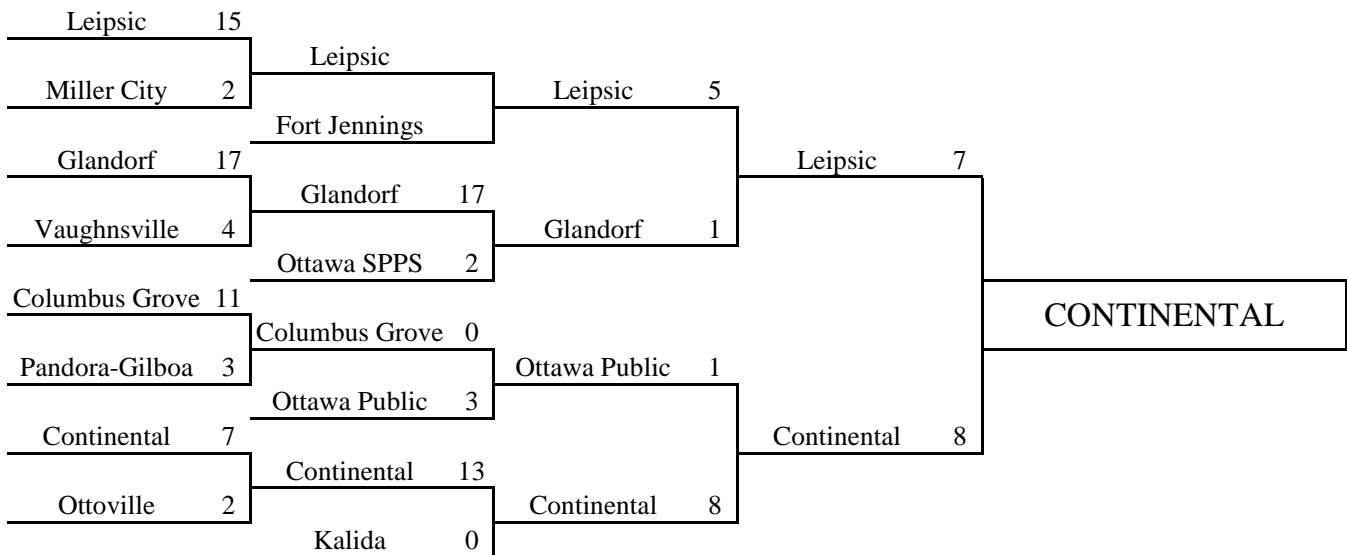 Leipsic 15
Miller City 2
Glandorf 17
Vaughnsville 4
Columbus Grove 11
Pandora-Gilboa 3
Continental 7
Ottoville 2
Leipsic
Fort Jennings
Glandorf 17
Ottawa SPPS 2
Columbus Grove 0
Ottawa Public 3
Continental 13
Kalida 0
Leipsic 5
Glandorf 1
Ottawa Public 1
Continental 8
Leipsic 7
Continental 8
CONTINENTAL